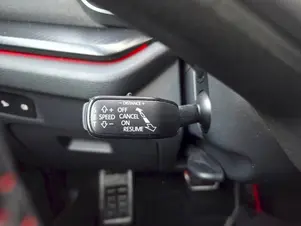 DISTANCE
+ OFF
SPEED CANCEL
- ON
RESUME